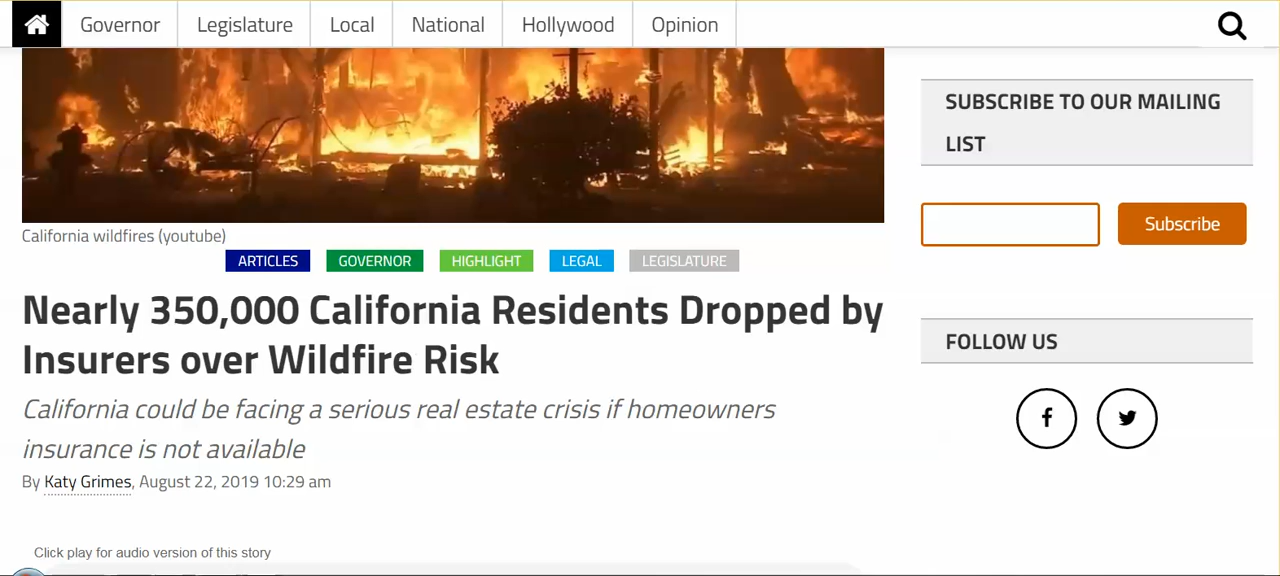 Governor Legislature Local National Hollywood Opinion
California wildfires (youtube)
ARTICLES GOVERNOR HIGHLIGHT LEGAL LEGISLATURE
Nearly 350,000 California Residents Dropped by
Insurers over Wildfire Risk
California could be facing a serious real estate crisis if homeowners
insurance is not available
By Katy Grimes, August 22, 2019 10:29 am
Click play for audio version of this story
SUBSCRIBE TO OUR MAILING
LIST
Subscribe
FOLLOW US